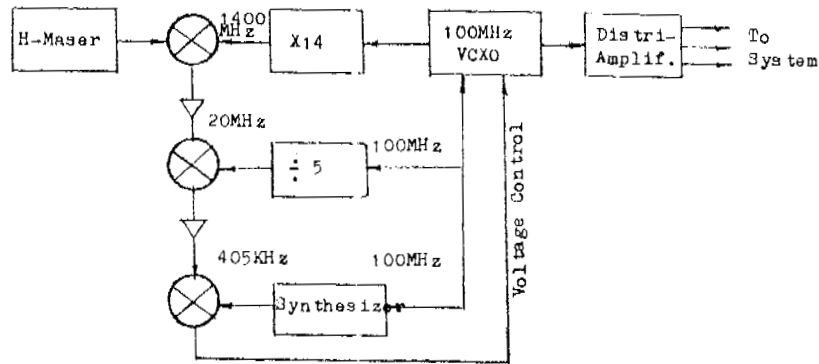 H-Maser
1400
MHz
X14
100MHz
VCXO
Distri-
Amplif.
To
System
20MHz
÷ 5
100MHz
405KHz
100MHz
Synthesizer
Voltage Control